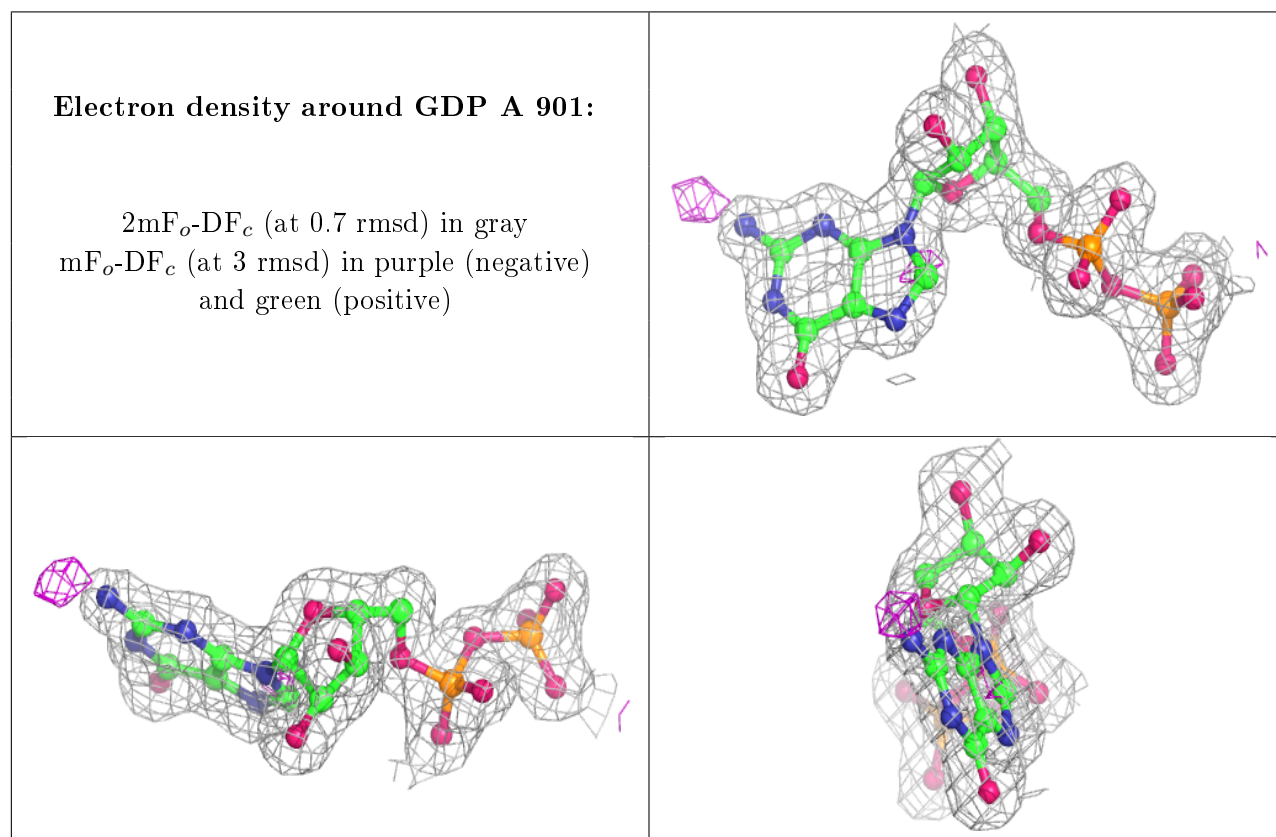 Electron density around GDP A 901:
2mFo-DFc (at 0.7 rmsd) in gray
mFo-DFc (at 3 rmsd) in purple (negative)
and green (positive)